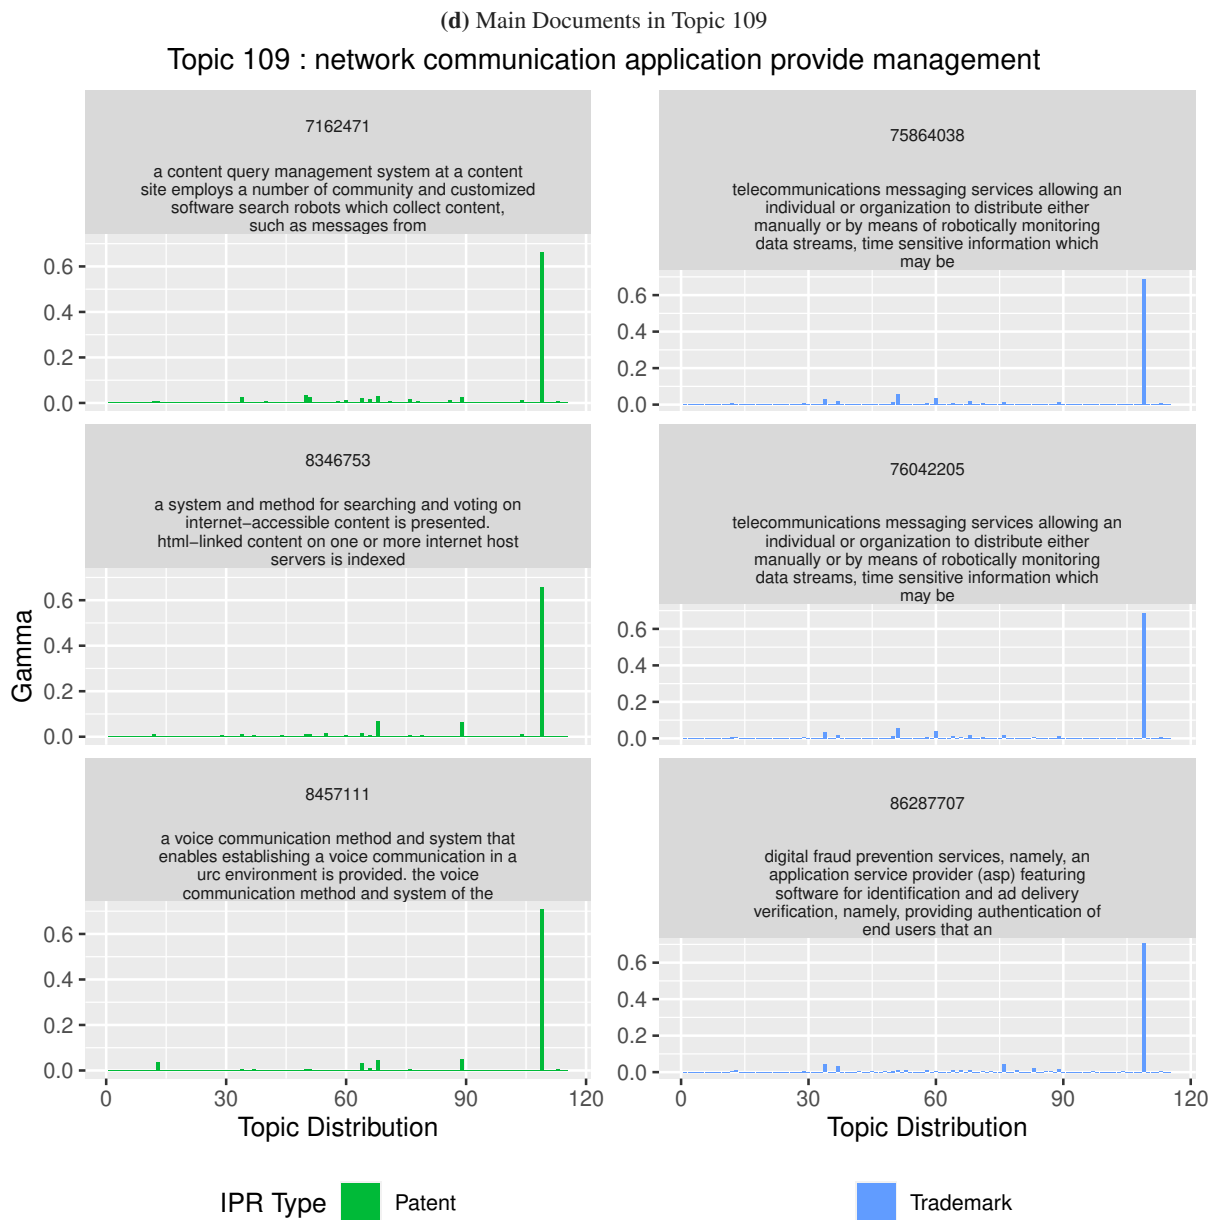 (d) Main Documents in Topic 109
Topic 109 : network communication application provide management
7162471
a content query management system at a content
site employs a number of community and customized
software search robots which collect content,
such as messages from
0.6
0.4
0.2
0.0
75864038
telecommunications messaging services allowing an
individual or organization to distribute either
manually or by means of robotically monitoring
data streams, time sensitive information which
may be
0.6
0.4
0.2
0.0
8346753
a system and method for searching and voting on
internet−accessible content is presented.
html−linked content on one or more internet host
servers is indexed
0.6
0.4
0.2
0.0
76042205
telecommunications messaging services allowing an
individual or organization to distribute either
manually or by means of robotically monitoring
data streams, time sensitive information which
may be
0.6
0.4
0.2
0.0
Gamma
8457111
a voice communication method and system that
enables establishing a voice communication in a
urc environment is provided. the voice
communication method and system of the
0.6
0.4
0.2
0.0
0 30 60 90 120
Topic Distribution
86287707
digital fraud prevention services, namely, an
application service provider (asp) featuring
software for identification and ad delivery
verification, namely, providing authentication of
end users that an
0.6
0.4
0.2
0.0
0 30 60 90 120
Topic Distribution
IPR Type Patent Trademark